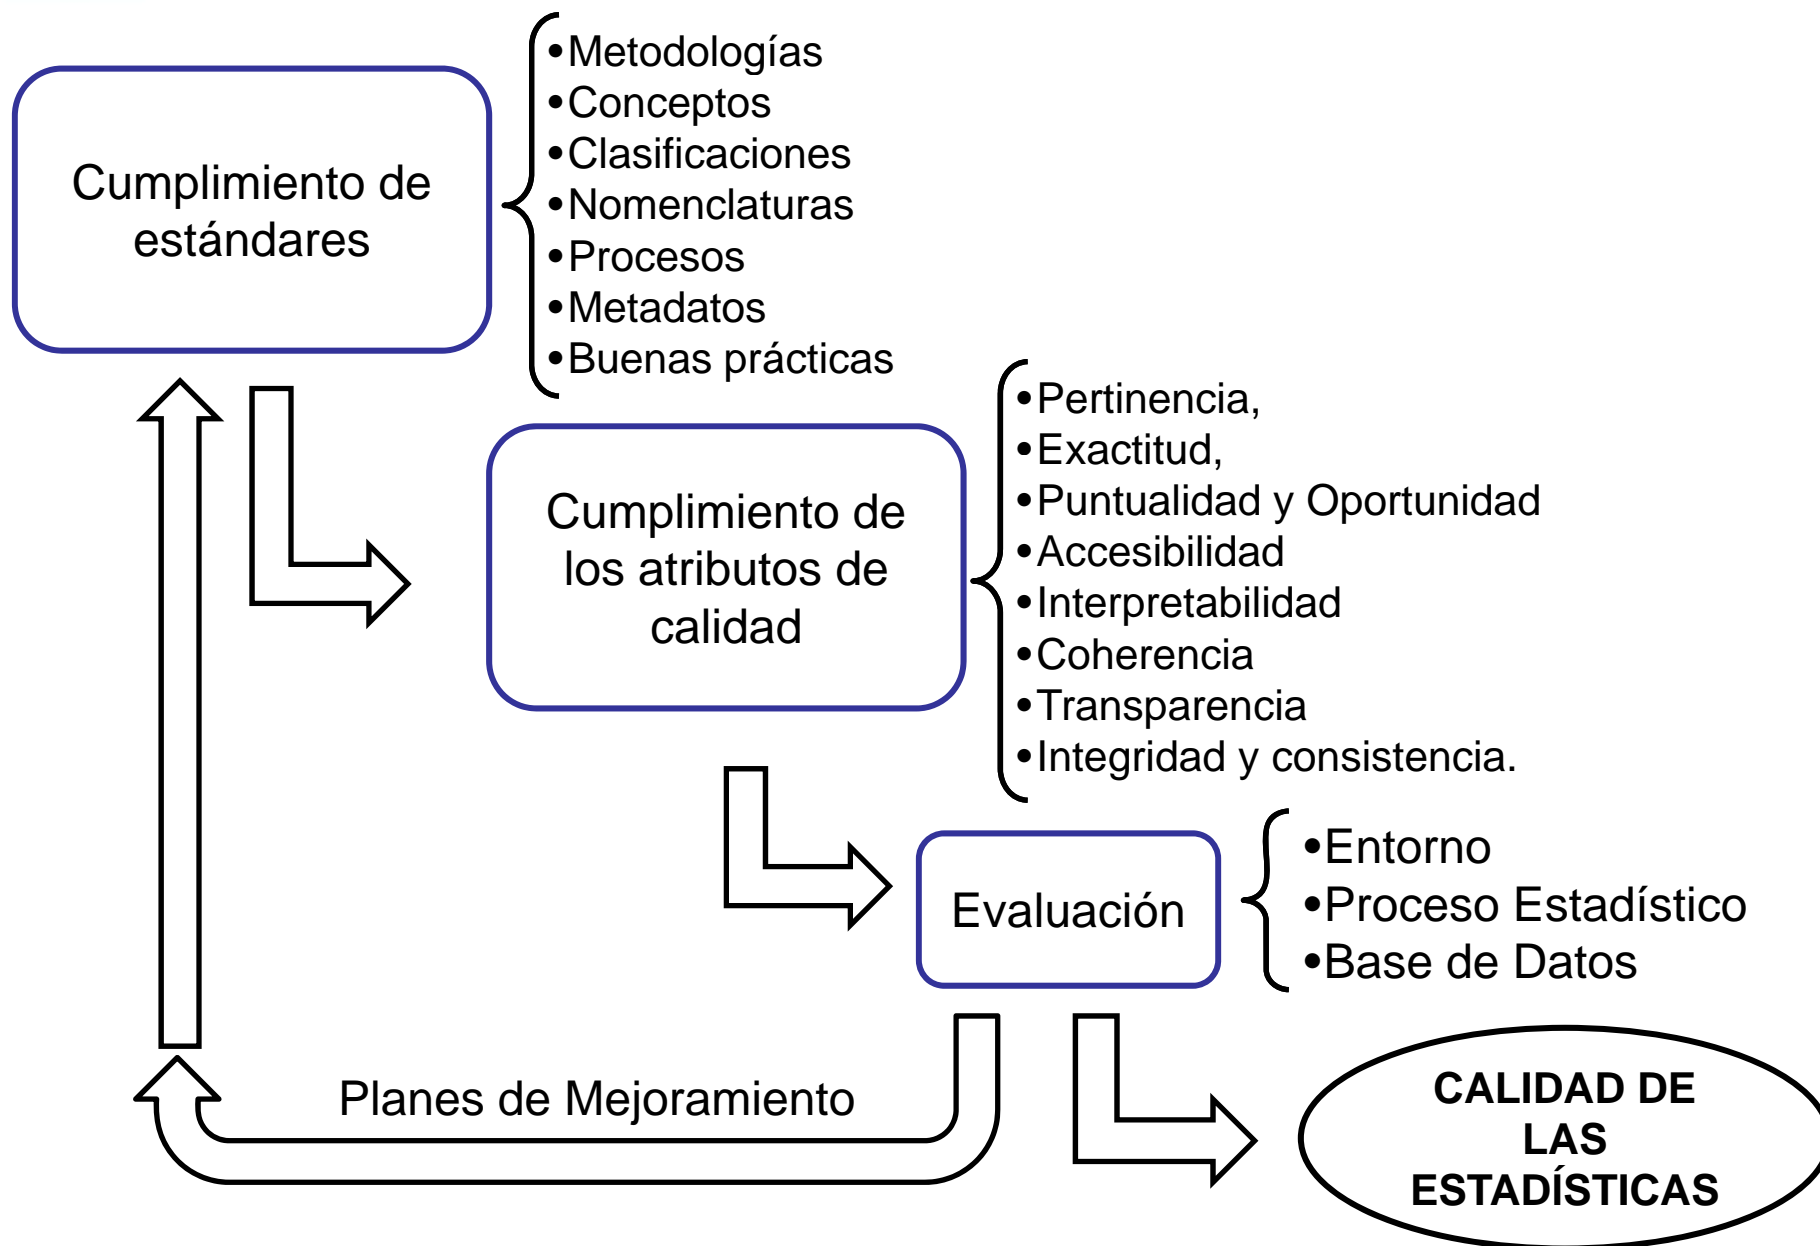 Cumplimiento de
estándares
•Metodologías
•Conceptos
•Clasificaciones
•Nomenclaturas
•Procesos
•Metadatos
•Buenas prácticas
Cumplimiento de
los atributos de
calidad
•Pertinencia,
•Exactitud,
•Puntualidad y Oportunidad
•Accesibilidad
•Interpretabilidad
•Coherencia
•Transparencia
•Integridad y consistencia.
Evaluación
•Entorno
•Proceso Estadístico
•Base de Datos
Planes de Mejoramiento
CALIDAD DE
LAS
ESTADÍSTICAS